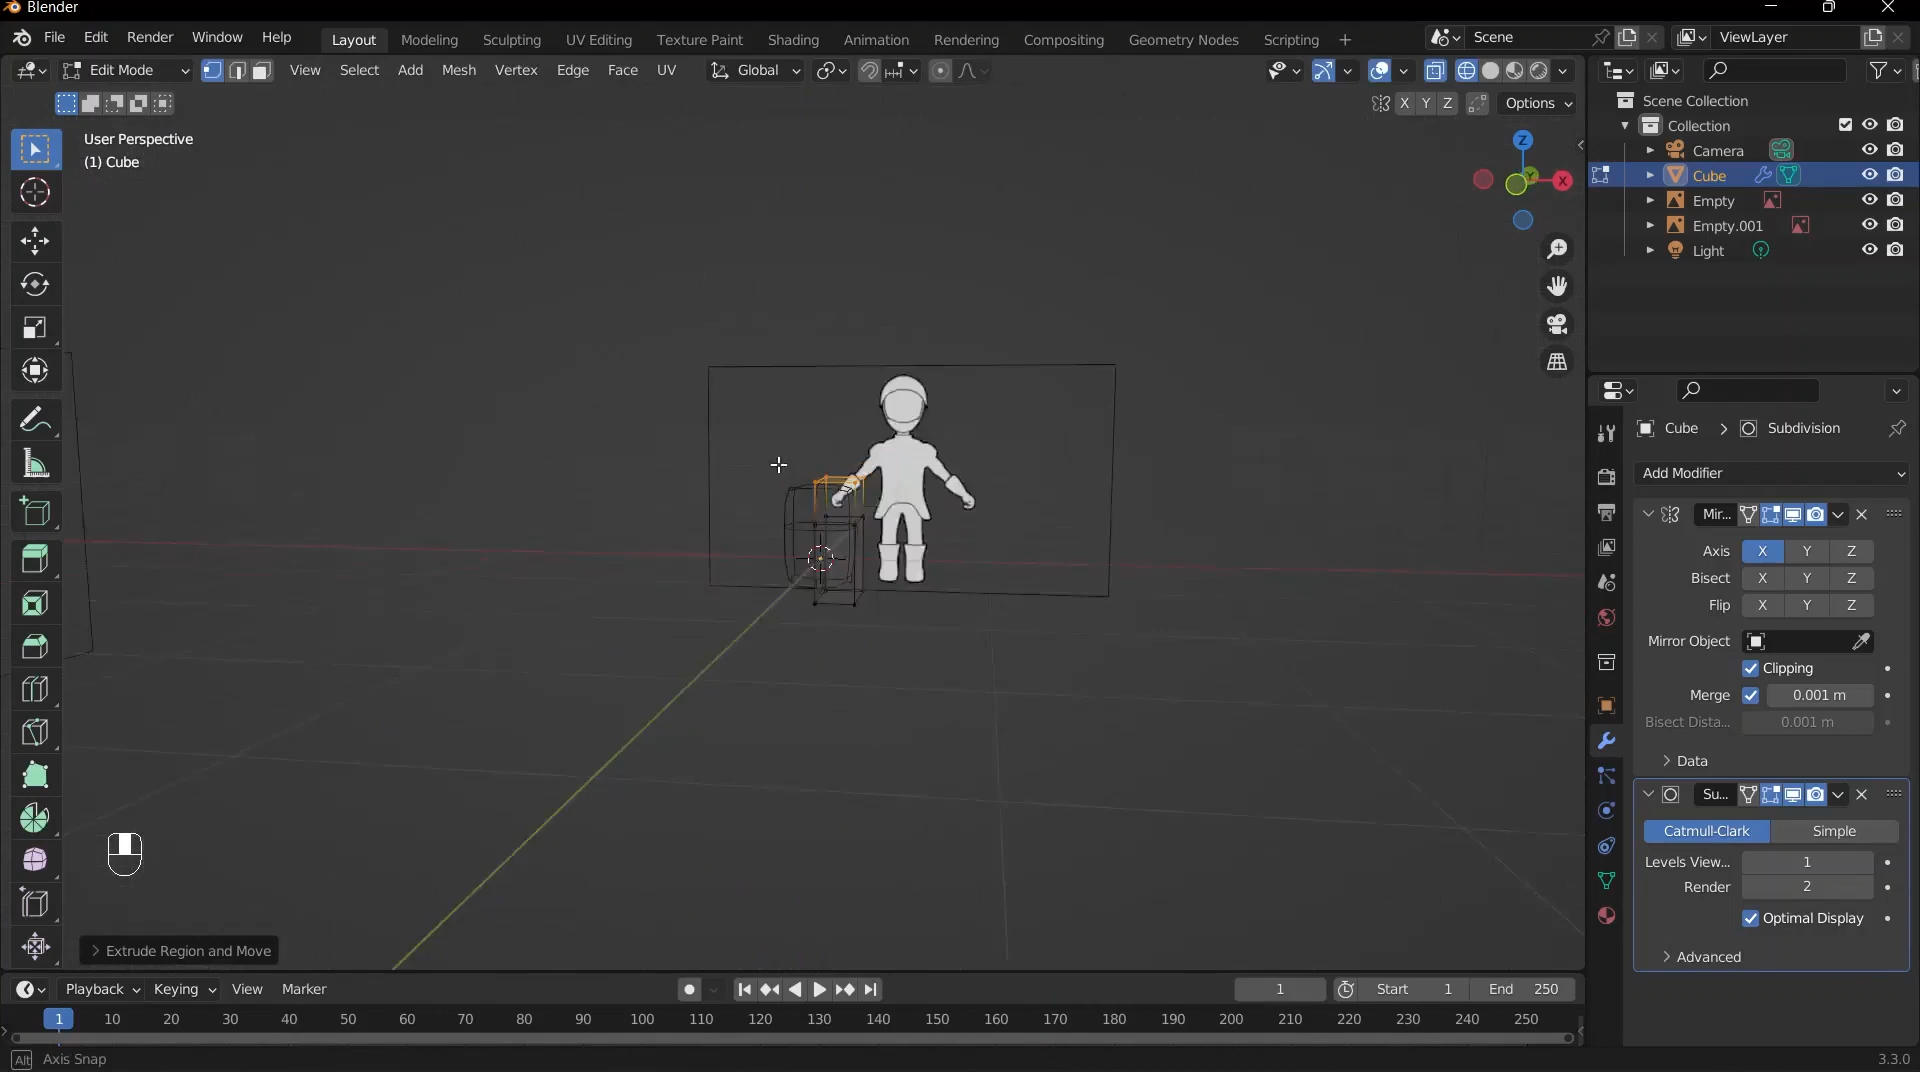 Blender
File Edit Render Window Help
Layout Modeling Sculpting UV Editing Texture Paint Shading Animation Rendering Compositing Geometry Nodes Scripting +
Scene
ViewLayer
Edit Mode
View Select Add Mesh Vertex Edge Face UV
Global
X Y Z
Options
User Perspective
(1) Cube
Z
Y
X
Scene Collection
Collection
Camera
Cube
Empty
Empty.001
Light
Cube > Subdivision
Add Modifier
Mir...
Axis X Y Z
Bisect X Y Z
Flip X Y Z
Mirror Object
Clipping
Merge 0.001 m
Bisect Dista... 0.001 m
> Data
Su...
Catmull-Clark Simple
Levels View... 1
Render 2
Optimal Display
> Advanced
> Extrude Region and Move
Playback Keying View Marker
1
Start 1
End 250
1 10 20 30 40 50 60 70 80 90 100 110 120 130 140 150 160 170 180 190 200 210 220 230 240 250
Alt Axis Snap
3.3.0